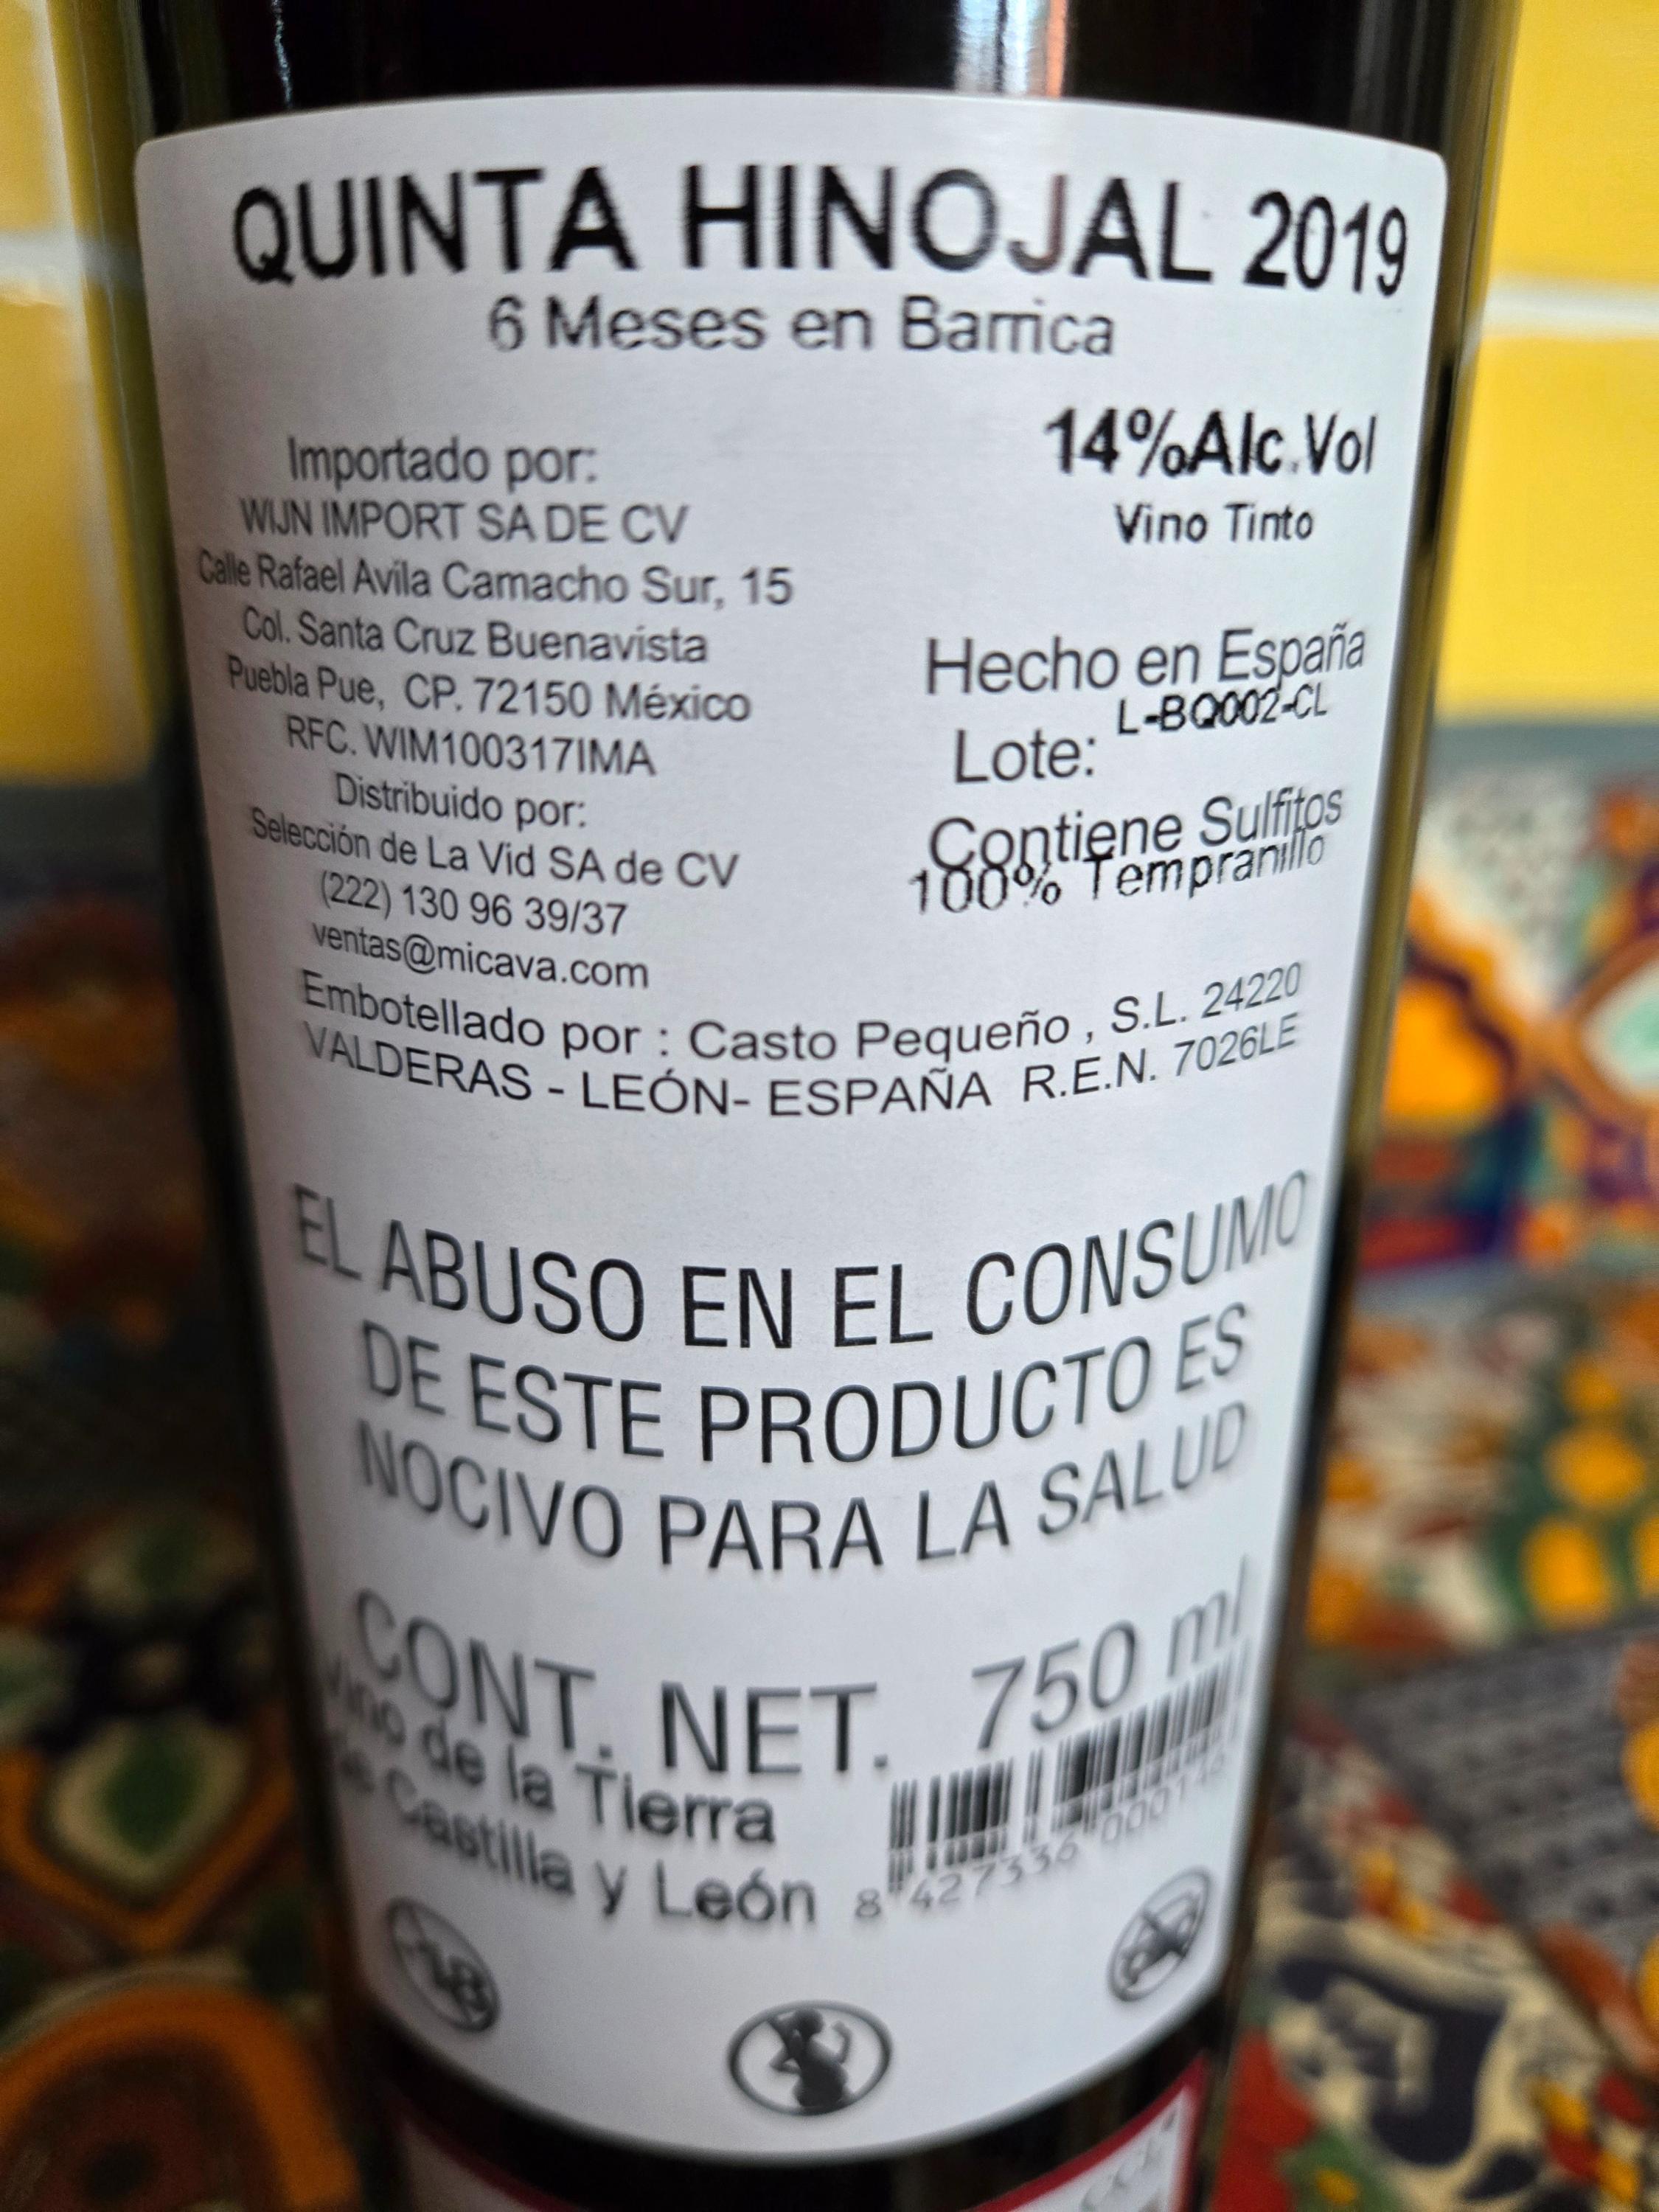 QUINTA HINOJAL 2019
6 Meses en Barrica
14%Alc.Vol
Vino Tinto
Importado por:
WIJN IMPORT SA DE CV
Calle Rafael Avila Camacho Sur, 15
Col. Santa Cruz Buenavista
Puebla Pue, CP. 72150 México
RFC. WIM100317IMA
Distribuido por:
Selección de La Vid SA de CV
(222) 130 96 39/37
ventas@micava.com
Hecho en España
L-BQ002-CL
Lote:
Contiene Sulfitos
100% Tempranillo
Embotellado por : Casto Pequeño , S.L. 24220
VALDERAS - LEÓN- ESPAÑA R.E.N. 7026LE
EL ABUSO EN EL CONSUMO
DE ESTE PRODUCTO ES
NOCIVO PARA LA SALUD
CONT. NET. 750 ml
Vino de la Tierra
de Castilla y León
8 427336
-18